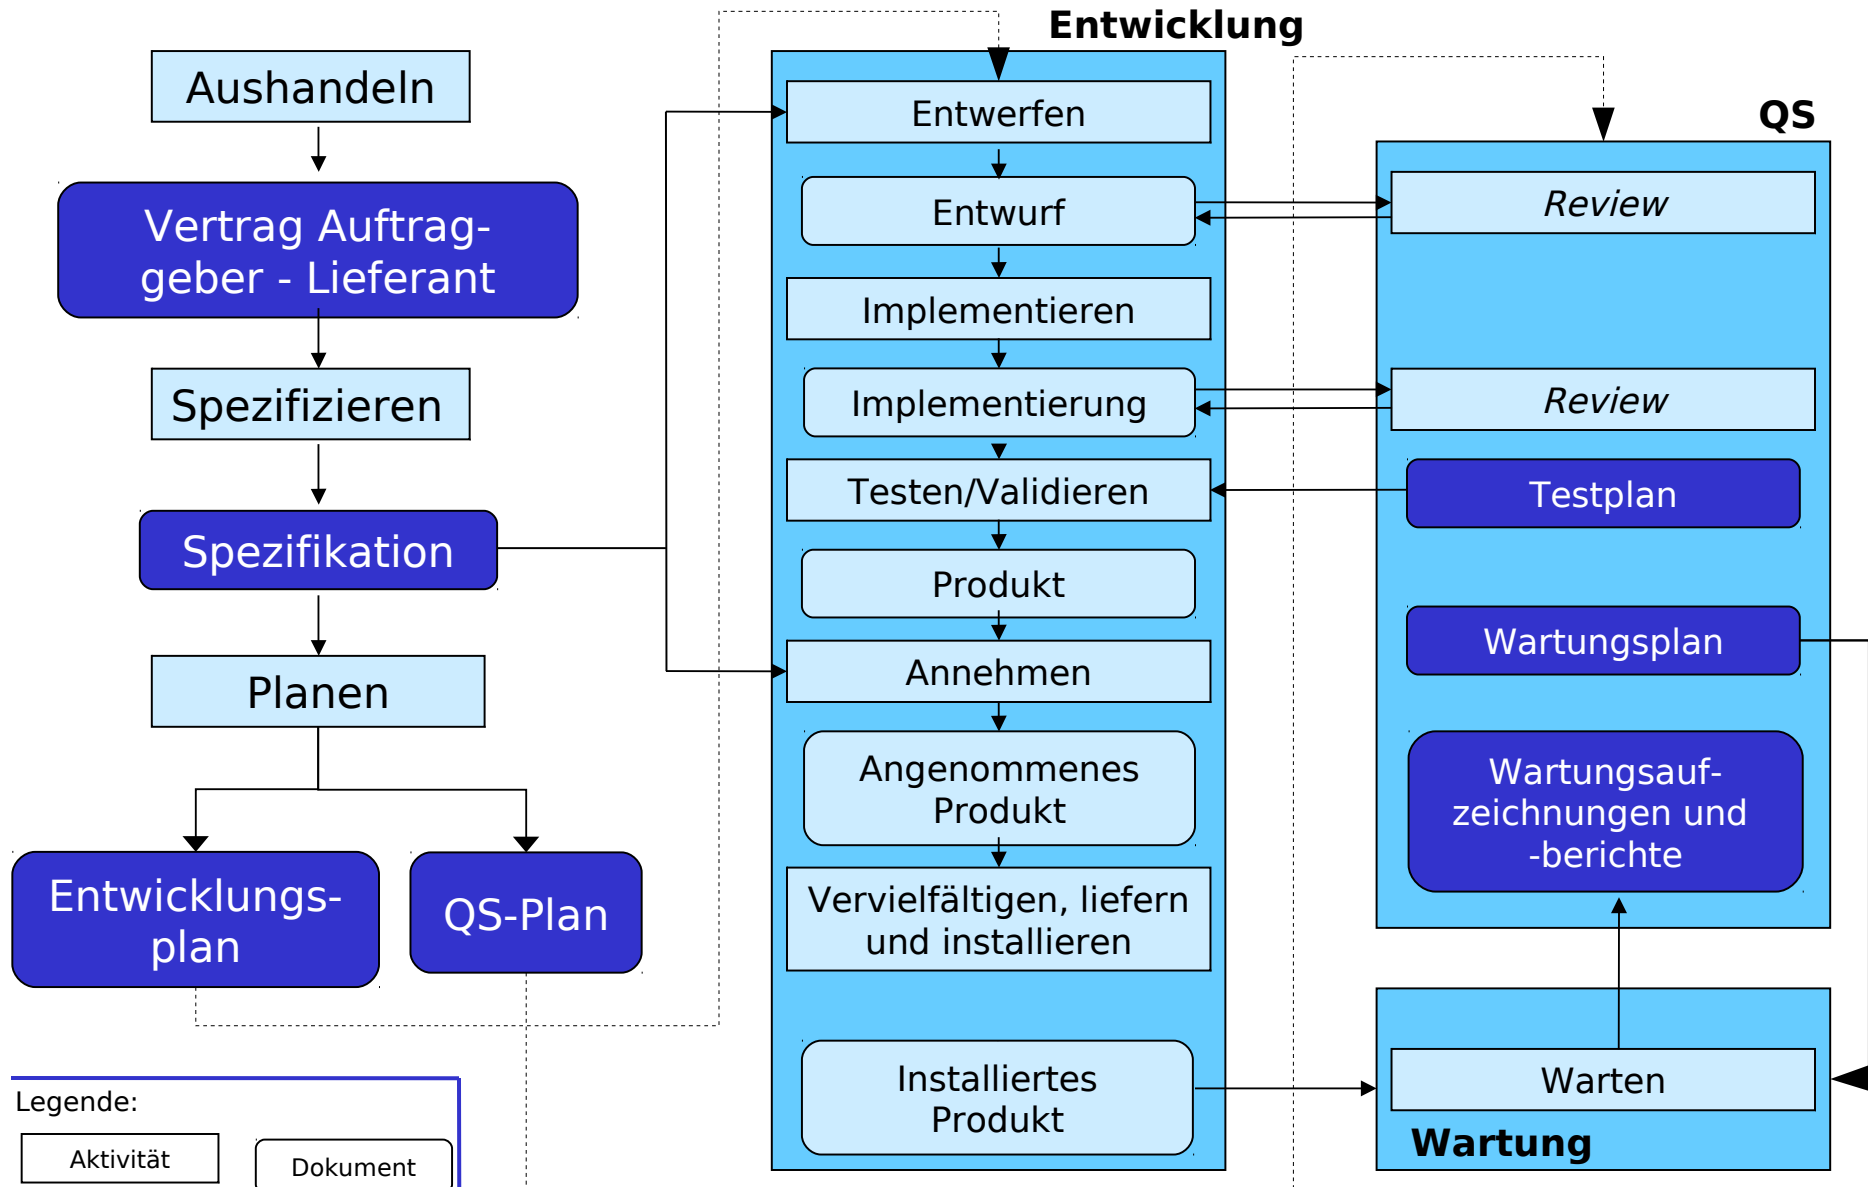 Aushandeln
Vertrag Auftrag-
geber - Lieferant
Spezifizieren
Spezifikation
Planen
Entwicklungs-
plan
QS-Plan
Legende:
Aktivität
Dokument
Entwicklung
Entwerfen
Entwurf
Implementieren
Implementierung
Testen/Validieren
Produkt
Annehmen
Angenommenes
Produkt
Vervielfältigen, liefern
und installieren
Installiertes
Produkt
QS
Review
Review
Testplan
Wartungsplan
Wartungsauf-
zeichnungen und
-berichte
Warten
Wartung